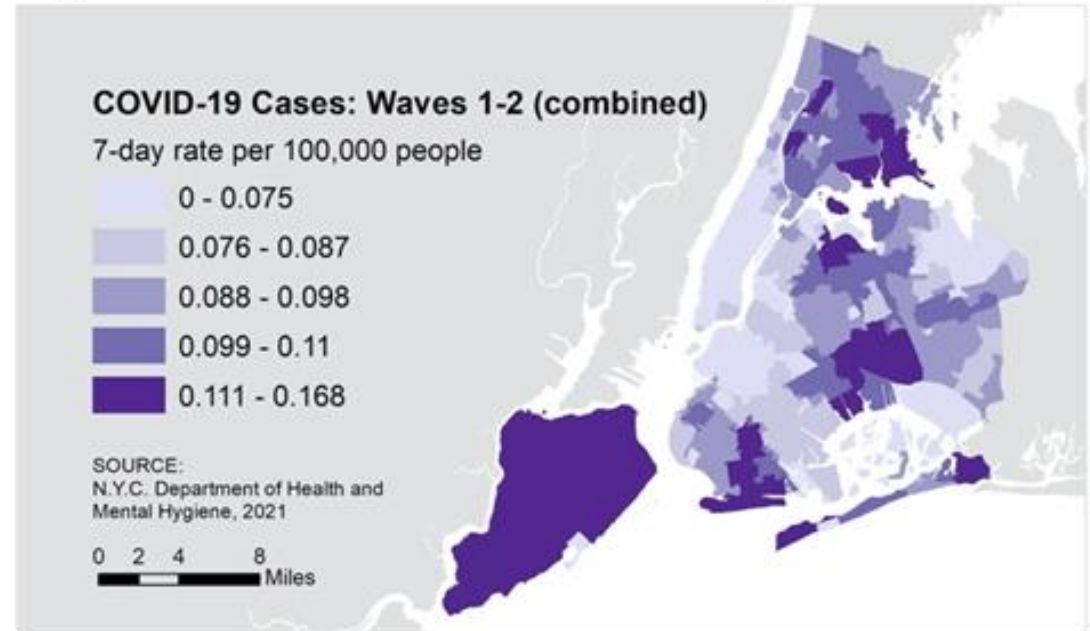 COVID-19 Cases: Waves 1-2 (combined)
7-day rate per 100,000 people
0 - 0.075
0.076 - 0.087
0.088 - 0.098
0.099 - 0.11
0.111 - 0.168
SOURCE:
N.Y.C. Department of Health and
Mental Hygiene, 2021
0 2 4 8
Miles